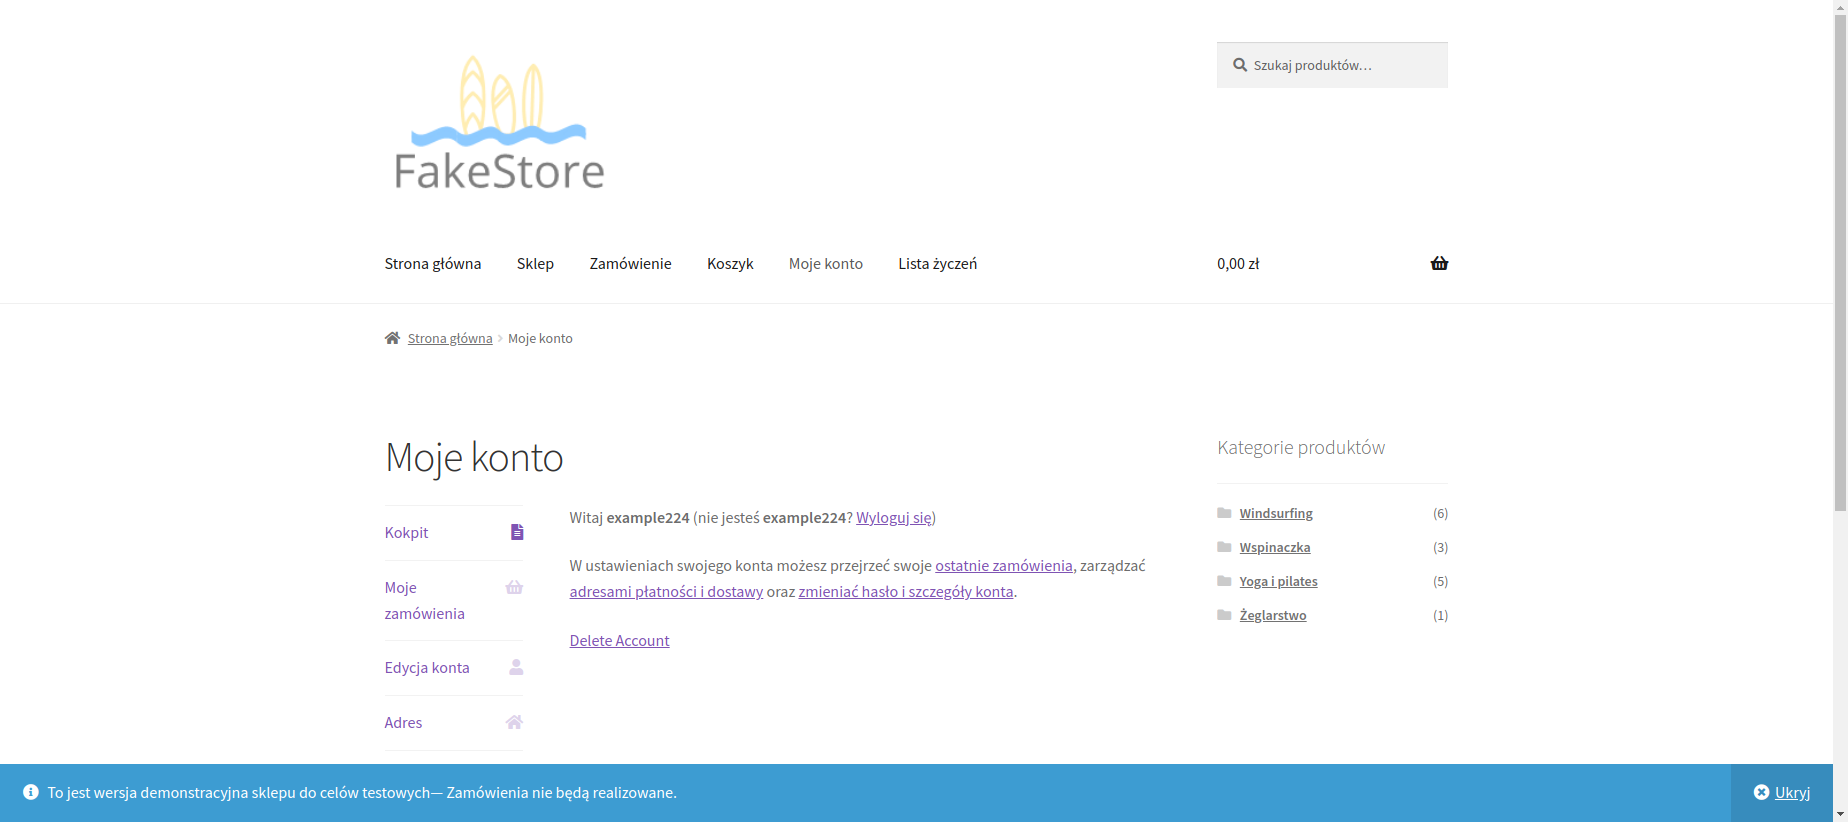 FakeStore
Szukaj produktów…
Strona główna Sklep Zamówienie Koszyk Moje konto Lista życzeń 0,00 zł
Strona główna Moje konto
Moje konto
Kokpit
Moje
zamówienia
Edycja konta
Adres
Witaj example224 (nie jesteś example224? Wyloguj się)
W ustawieniach swojego konta możesz przejrzeć swoje ostatnie zamówienia, zarządzać
adresami płatności i dostawy oraz zmieniać hasło i szczegóły konta.
Delete Account
Kategorie produktów
Windsurfing (6)
Wspinaczka (3)
Yoga i pilates (5)
Żeglarstwo (1)
To jest wersja demonstracyjna sklepu do celów testowych— Zamówienia nie będą realizowane. Ukryj